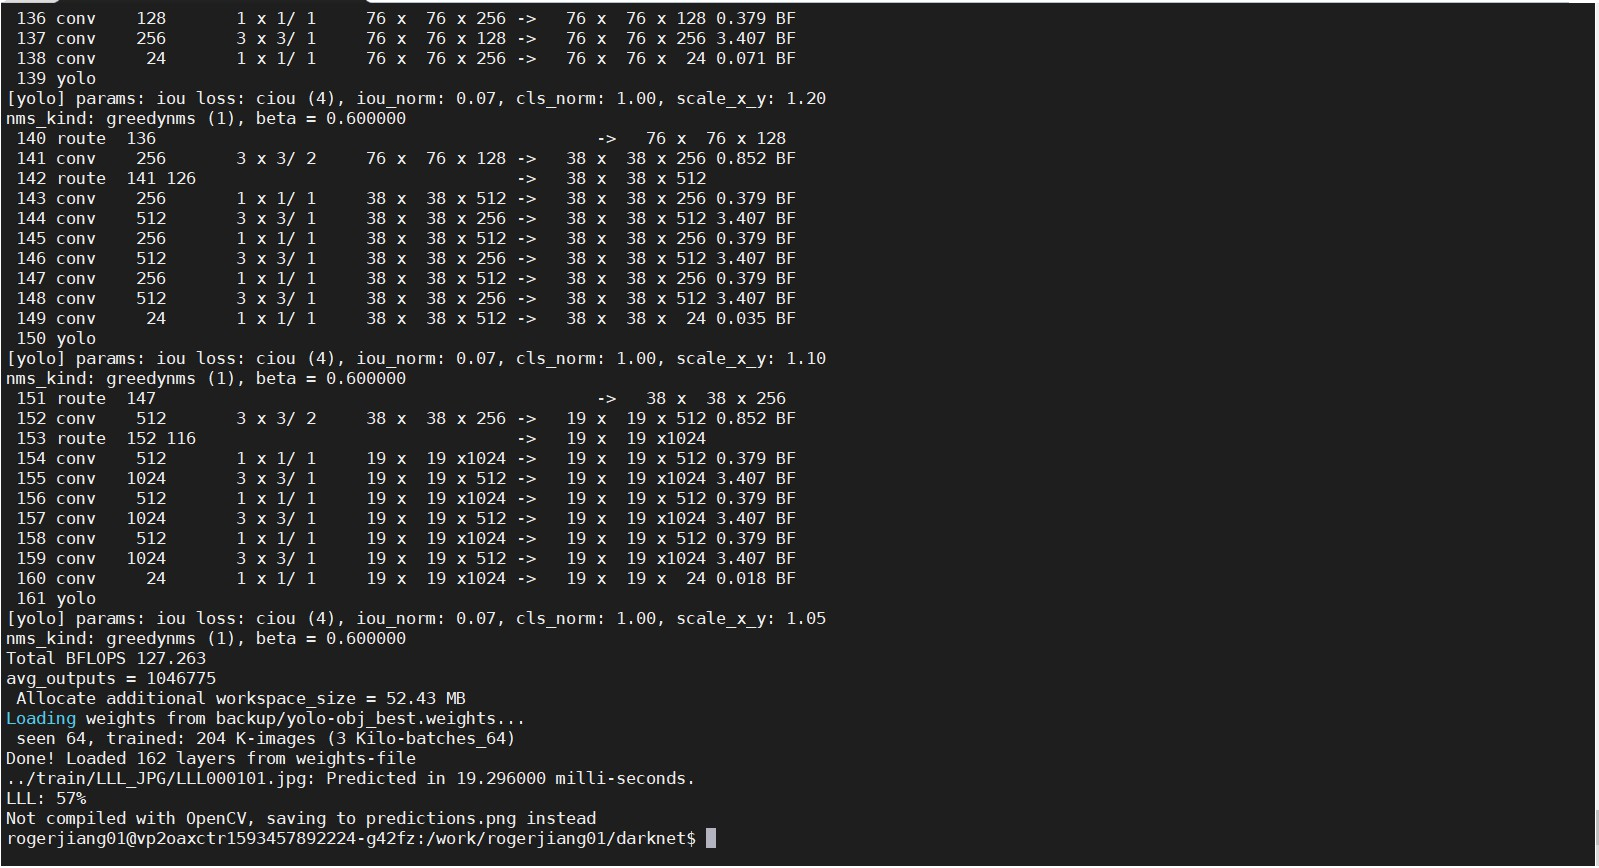 136 conv    128       1 x 1/ 1     76 x  76 x 256 ->   76 x  76 x 128 0.379 BF
137 conv    256       3 x 3/ 1     76 x  76 x 128 ->   76 x  76 x 256 3.407 BF
138 conv     24       1 x 1/ 1     76 x  76 x 256 ->   76 x  76 x  24 0.071 BF
139 yolo
[yolo] params: iou loss: ciou (4), iou_norm: 0.07, cls_norm: 1.00, scale_x_y: 1.20
nms_kind: greedynms (1), beta = 0.600000
140 route  136                                            ->   76 x  76 x 128
141 conv    256       3 x 3/ 2     76 x  76 x 128 ->   38 x  38 x 256 0.852 BF
142 route  141 126                                ->   38 x  38 x 512
143 conv    256       1 x 1/ 1     38 x  38 x 512 ->   38 x  38 x 256 0.379 BF
144 conv    512       3 x 3/ 1     38 x  38 x 256 ->   38 x  38 x 512 3.407 BF
145 conv    256       1 x 1/ 1     38 x  38 x 512 ->   38 x  38 x 256 0.379 BF
146 conv    512       3 x 3/ 1     38 x  38 x 256 ->   38 x  38 x 512 3.407 BF
147 conv    256       1 x 1/ 1     38 x  38 x 512 ->   38 x  38 x 256 0.379 BF
148 conv    512       3 x 3/ 1     38 x  38 x 256 ->   38 x  38 x 512 3.407 BF
149 conv     24       1 x 1/ 1     38 x  38 x 512 ->   38 x  38 x  24 0.035 BF
150 yolo
[yolo] params: iou loss: ciou (4), iou_norm: 0.07, cls_norm: 1.00, scale_x_y: 1.10
nms_kind: greedynms (1), beta = 0.600000
151 route  147                                            ->   38 x  38 x 256
152 conv    512       3 x 3/ 2     38 x  38 x 256 ->   19 x  19 x 512 0.852 BF
153 route  152 116                                ->   19 x  19 x1024
154 conv    512       1 x 1/ 1     19 x  19 x1024 ->   19 x  19 x 512 0.379 BF
155 conv   1024       3 x 3/ 1     19 x  19 x 512 ->   19 x  19 x1024 3.407 BF
156 conv    512       1 x 1/ 1     19 x  19 x1024 ->   19 x  19 x 512 0.379 BF
157 conv   1024       3 x 3/ 1     19 x  19 x 512 ->   19 x  19 x1024 3.407 BF
158 conv    512       1 x 1/ 1     19 x  19 x1024 ->   19 x  19 x 512 0.379 BF
159 conv   1024       3 x 3/ 1     19 x  19 x 512 ->   19 x  19 x1024 3.407 BF
160 conv     24       1 x 1/ 1     19 x  19 x1024 ->   19 x  19 x  24 0.018 BF
161 yolo
[yolo] params: iou loss: ciou (4), iou_norm: 0.07, cls_norm: 1.00, scale_x_y: 1.05
nms_kind: greedynms (1), beta = 0.600000
Total BFLOPS 127.263
avg_outputs = 1046775
Allocate additional workspace_size = 52.43 MB
Loading weights from backup/yolo-obj_best.weights...
seen 64, trained: 204 K-images (3 Kilo-batches_64)
Done! Loaded 162 layers from weights-file
../train/LLL_JPG/LLL000101.jpg: Predicted in 19.296000 milli-seconds.
LLL: 57%
Not compiled with OpenCV, saving to predictions.png instead
rogerjiang01@vp2oaxctr1593457892224-g42fz:/work/rogerjiang01/darknet$